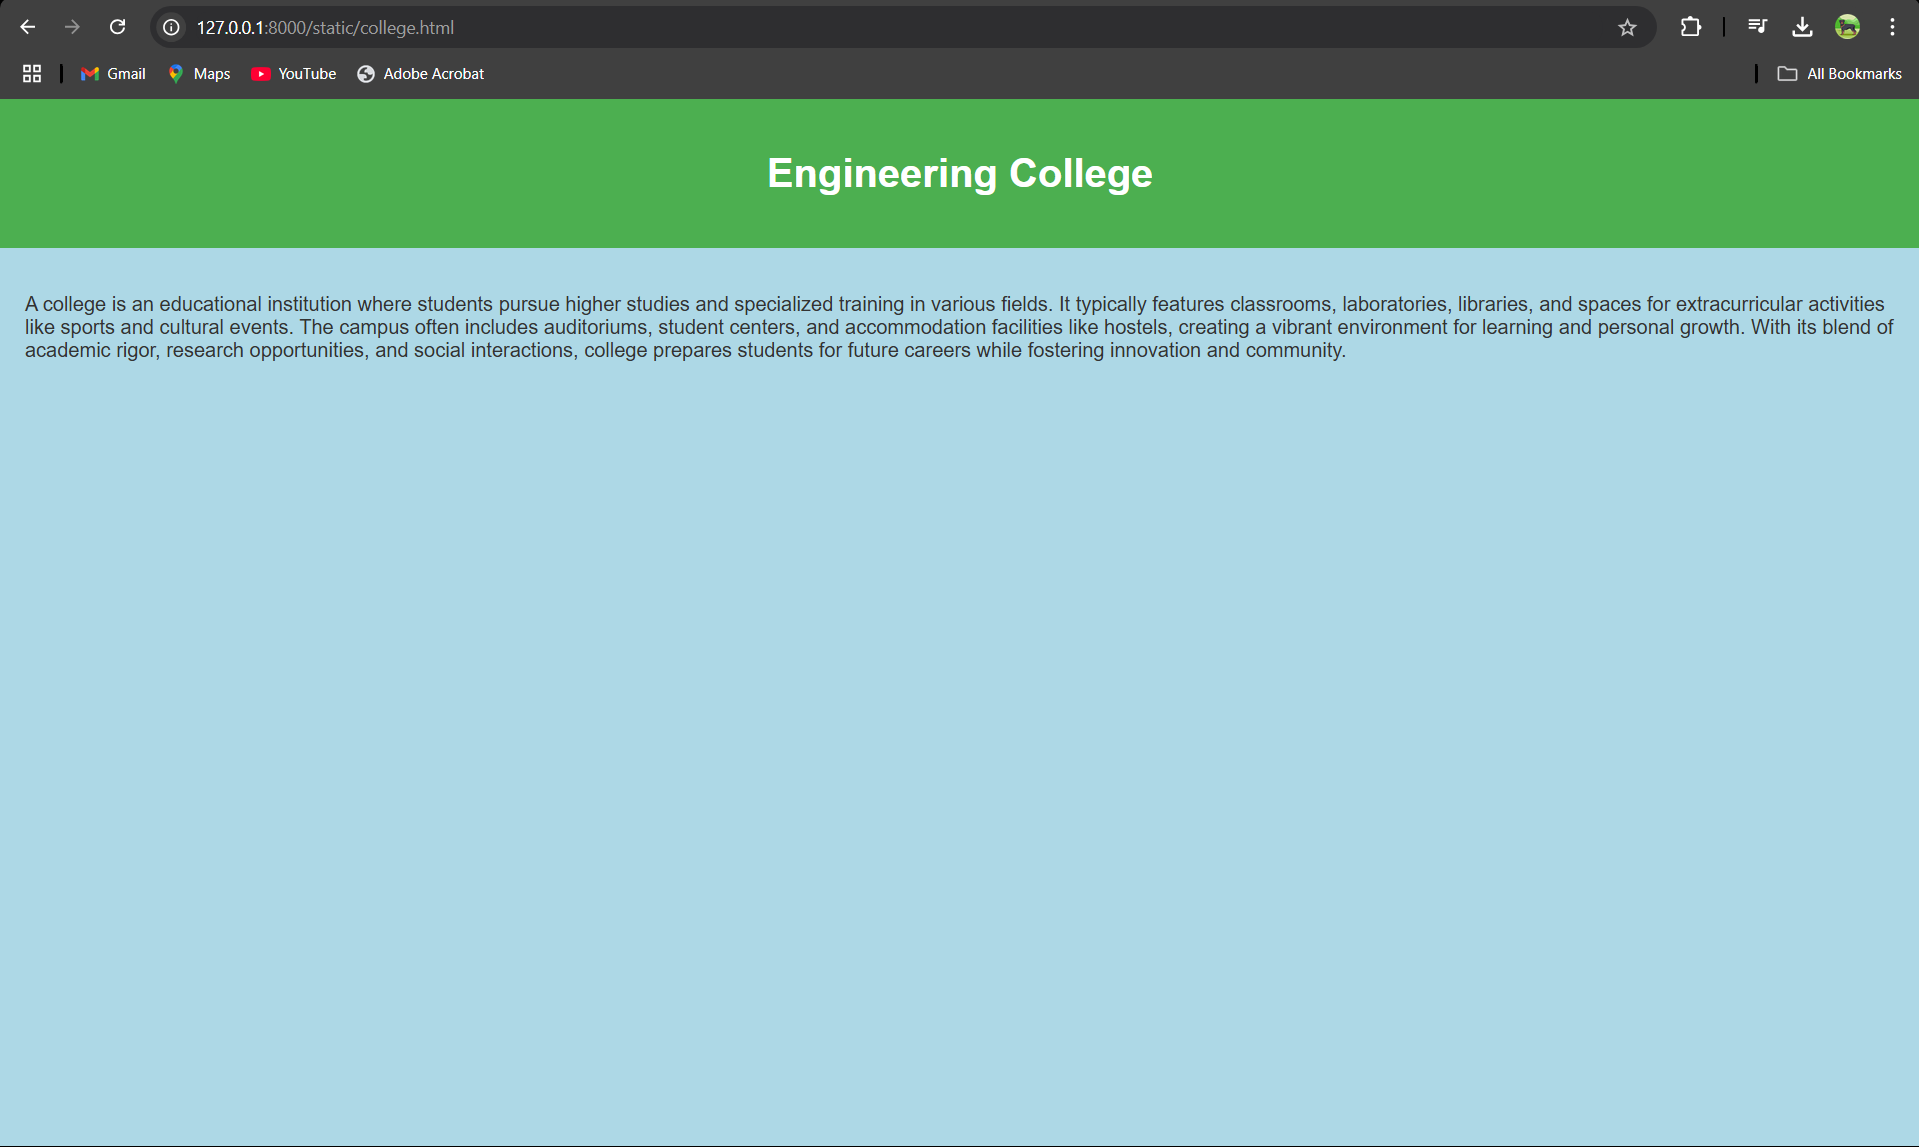 127.0.0.1:8000/static/college.html
Gmail Maps YouTube Adobe Acrobat All Bookmarks
Engineering College
A college is an educational institution where students pursue higher studies and specialized training in various fields. It typically features classrooms, laboratories, libraries, and spaces for extracurricular activities
like sports and cultural events. The campus often includes auditoriums, student centers, and accommodation facilities like hostels, creating a vibrant environment for learning and personal growth. With its blend of
academic rigor, research opportunities, and social interactions, college prepares students for future careers while fostering innovation and community.